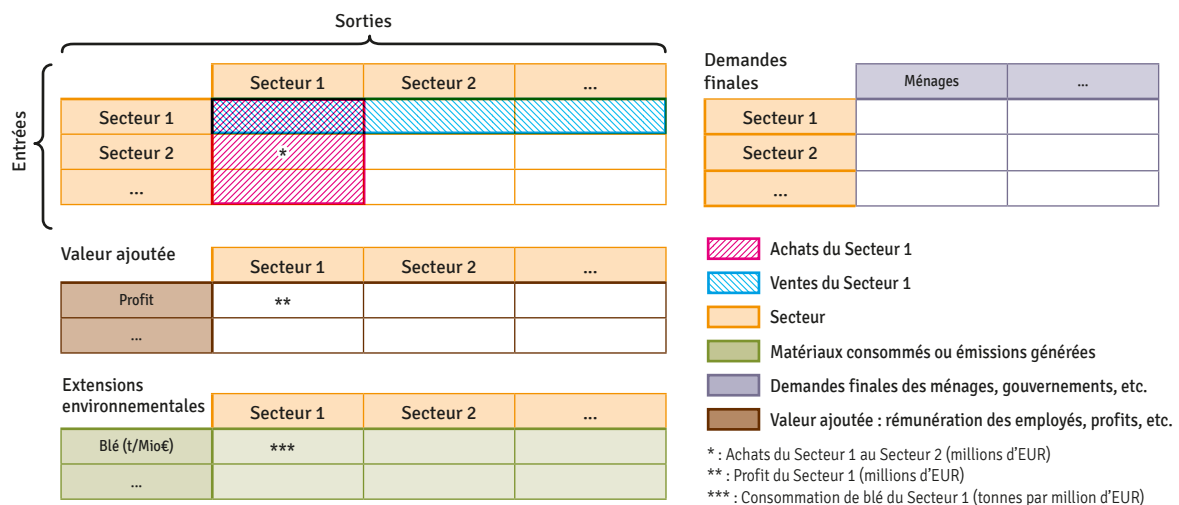 Sorties
Entrées
Secteur 1 Secteur 2 ...
Secteur 1
Secteur 2 *
...
Demandes
finales
Ménages ...
Secteur 1
Secteur 2
...
Valeur ajoutée
Secteur 1 Secteur 2 ...
Profit **
...
Extensions
environnementales
Secteur 1 Secteur 2 ...
Blé (t/Mio€) ***
...
Achats du Secteur 1
Ventes du Secteur 1
Secteur
Matériaux consommés ou émissions générées
Demandes finales des ménages, gouvernements, etc.
Valeur ajoutée : rémunération des employés, profits, etc.
* : Achats du Secteur 1 au Secteur 2 (millions d'EUR)
** : Profit du Secteur 1 (millions d'EUR)
*** : Consommation de blé du Secteur 1 (tonnes par million d'EUR)